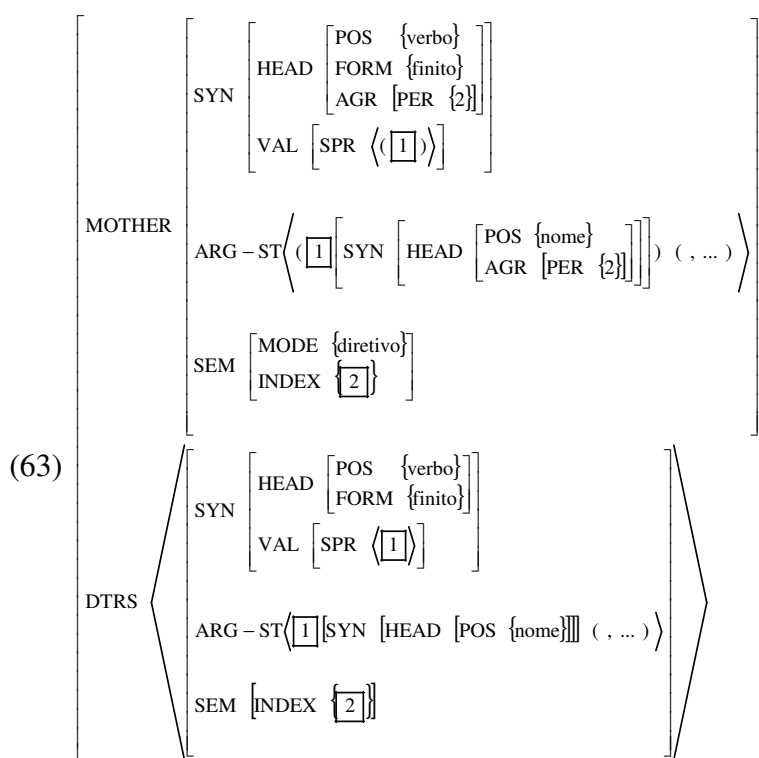 POS {verbo}
HEAD FORM {finito}
SYN AGR [PER {2}]
VAL [SPR ⟨( [1] )⟩]
MOTHER ARG – ST ⟨( [1] [SYN [HEAD [POS {nome} AGR [PER {2}]]]]) ( , ... ) ⟩
SEM [MODE {diretivo}
INDEX { [2] }]
(63)
HEAD [POS {verbo}
SYN FORM {finito}]
VAL [SPR ⟨[1]⟩]
DTRS ARG – ST⟨[1] [SYN [HEAD [POS {nome}]]] ( , ... ) ⟩
SEM [INDEX { [2] }]